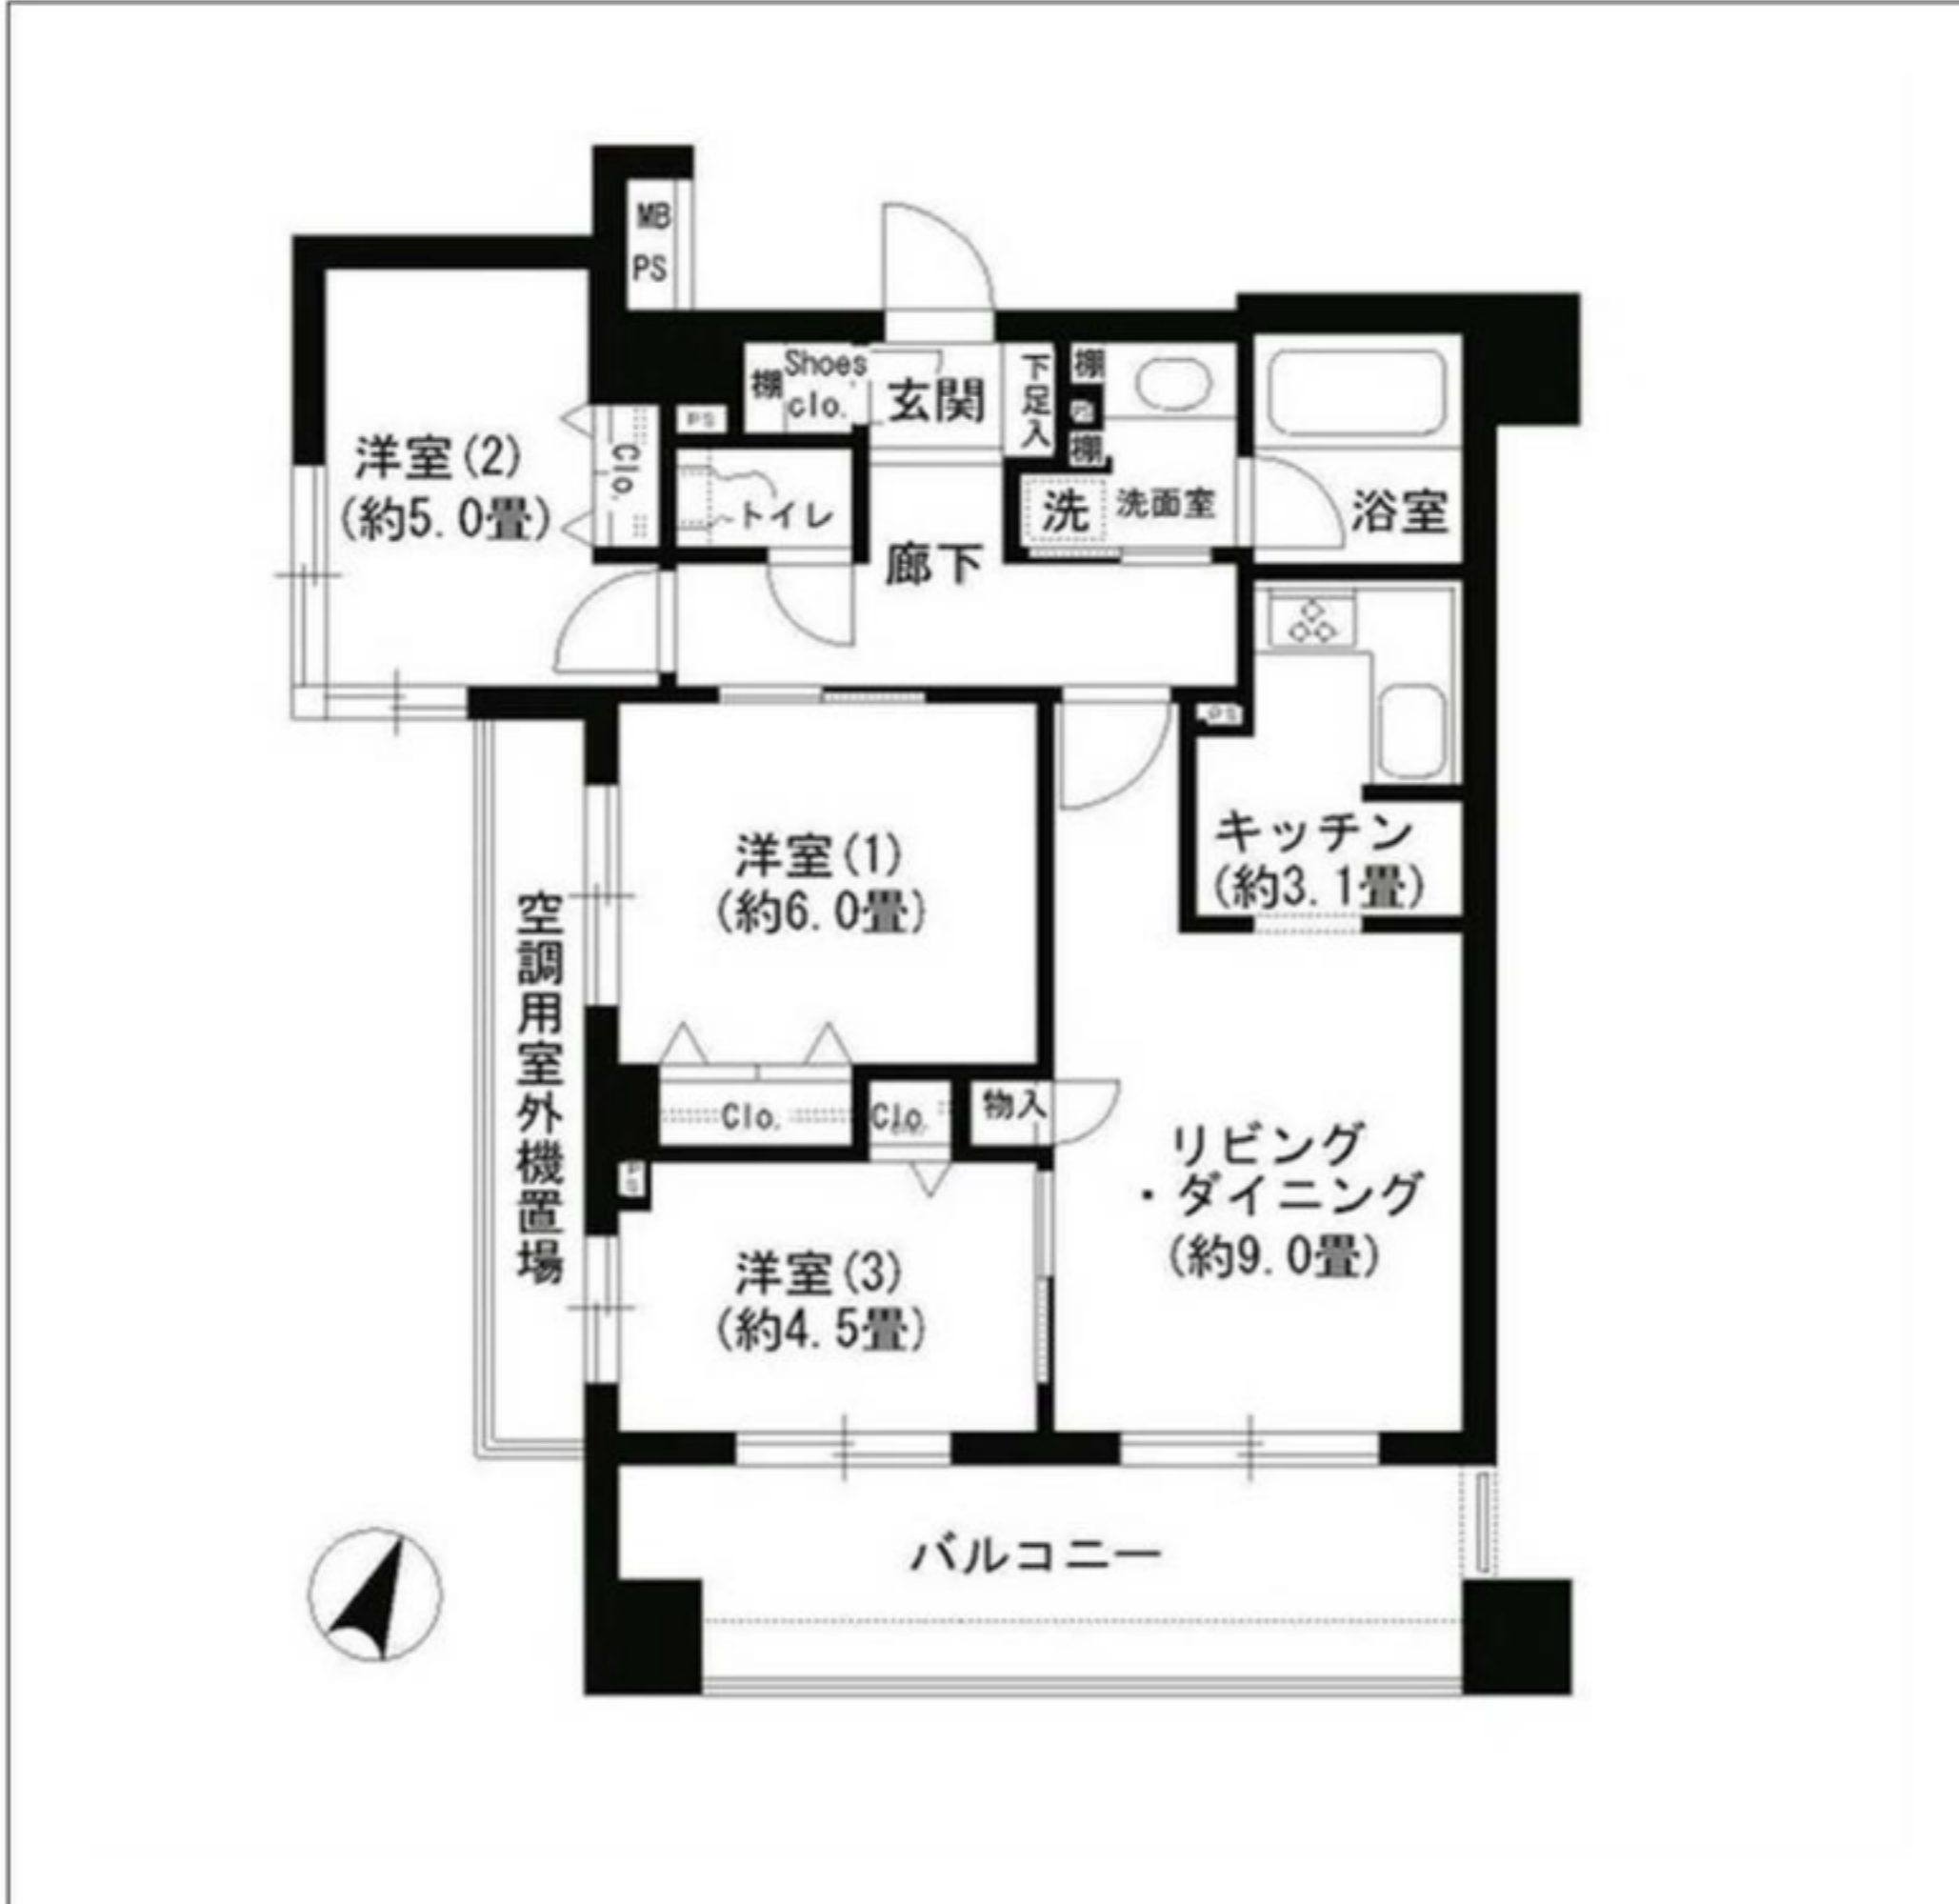 MB
PS
棚
Shoes
clo.
玄関
下足入
棚
PS
棚
PS
洋室(2)
(約5.0畳)
Clo.
トイレ
洗
洗面室
浴室
廊下
PS
キッチン
(約3.1畳)
洋室(1)
(約6.0畳)
空調用室外機置場
Clo.
Clo.
物入
リビング
・ダイニング
(約9.0畳)
PS
洋室(3)
(約4.5畳)
バルコニー